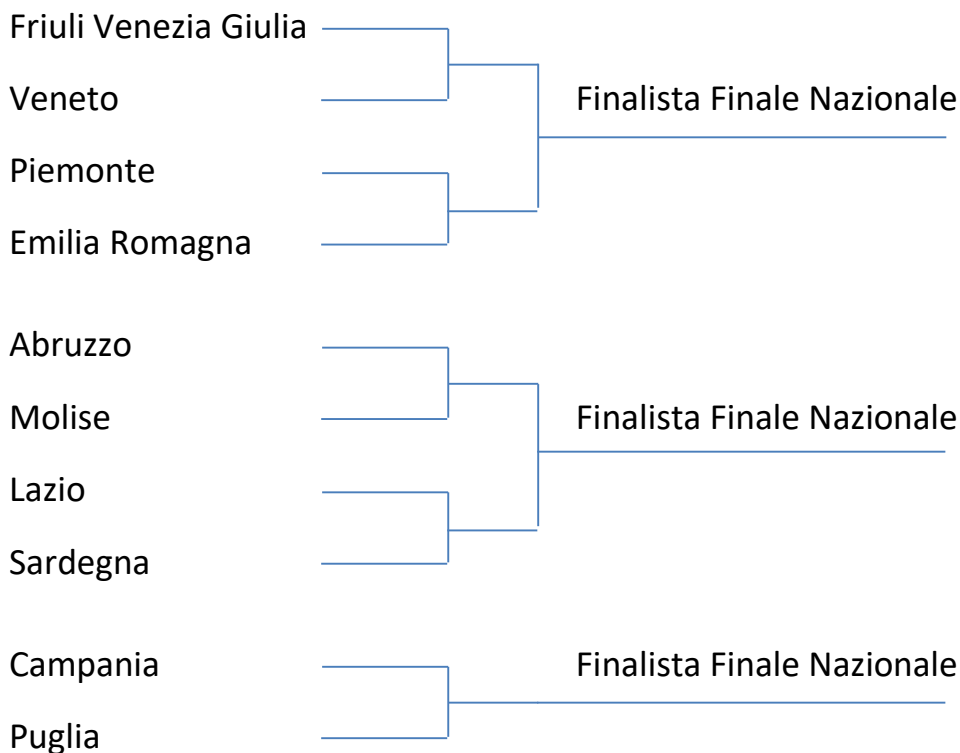 Friuli Venezia Giulia
Veneto
Finalista Finale Nazionale
Piemonte
Emilia Romagna
Abruzzo
Molise
Finalista Finale Nazionale
Lazio
Sardegna
Campania
Finalista Finale Nazionale
Puglia